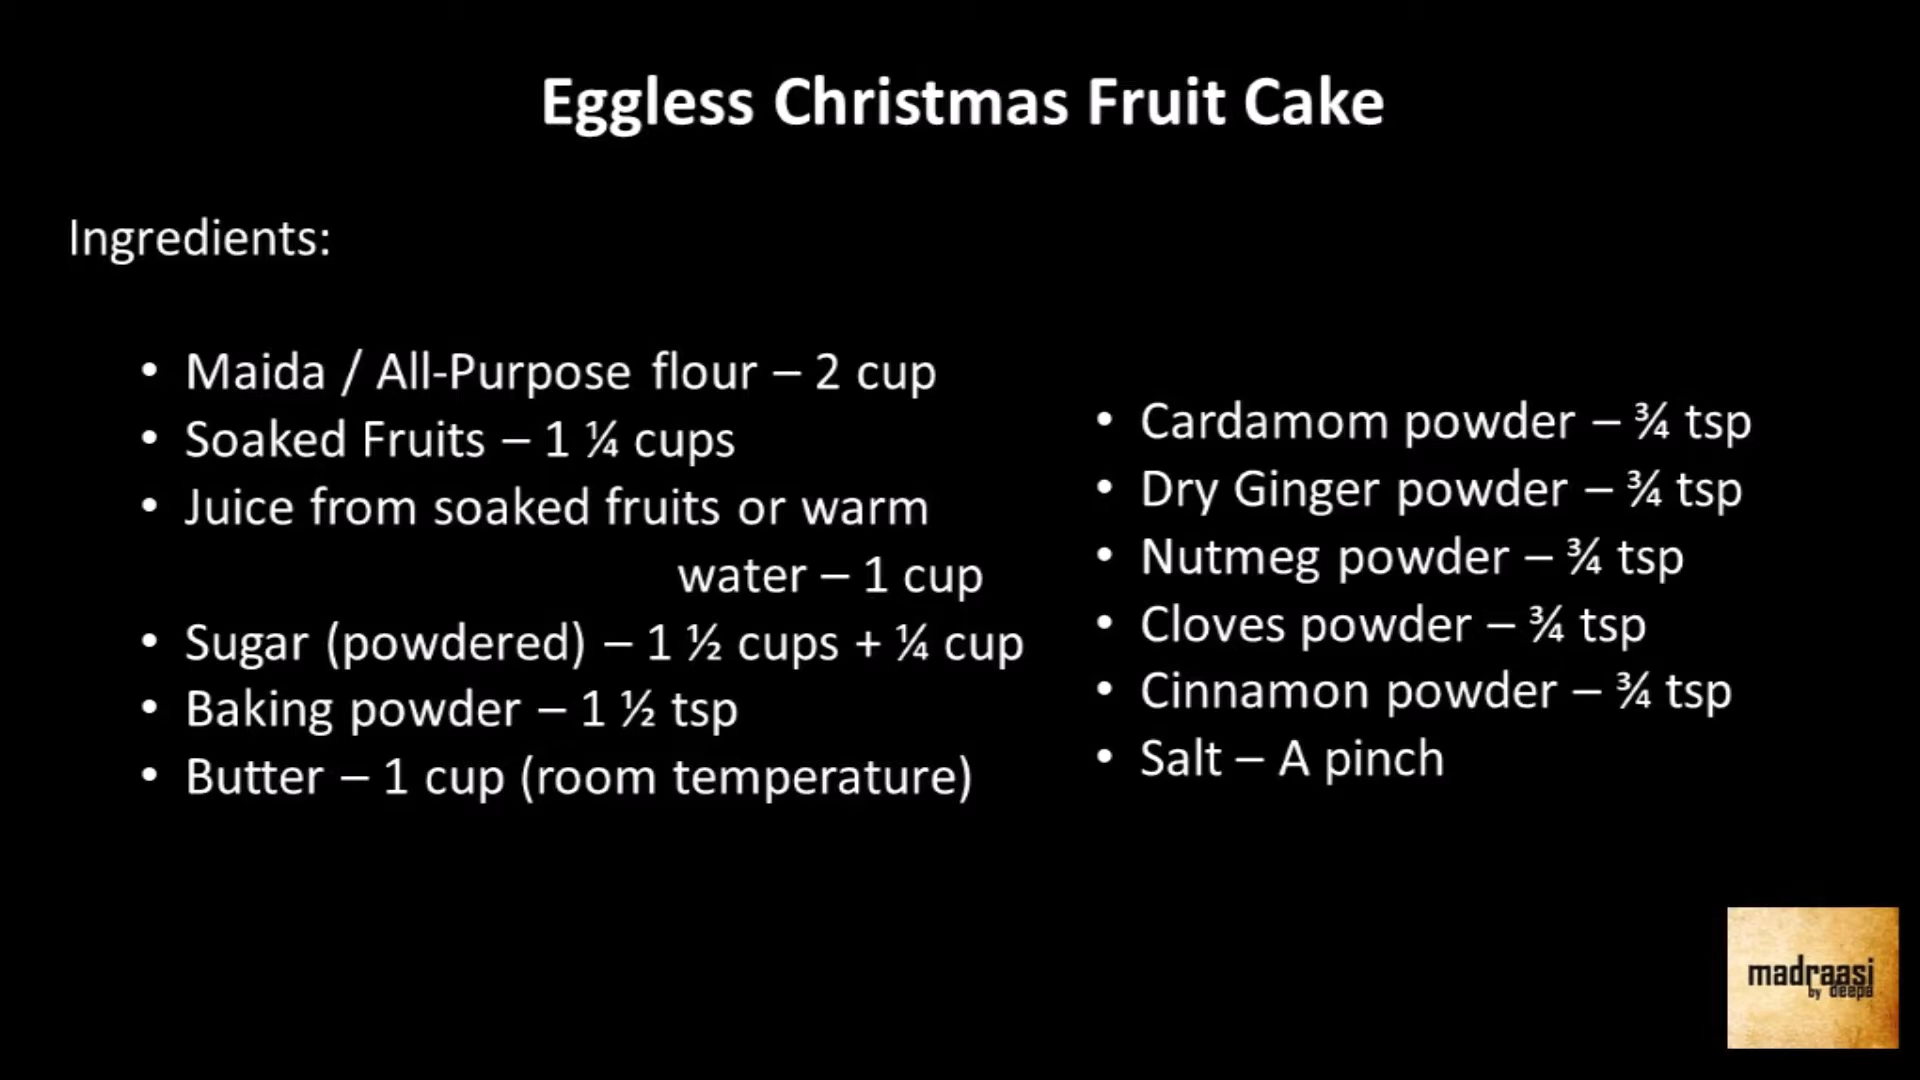 Eggless Christmas Fruit Cake
Ingredients:
• Maida / All-Purpose flour – 2 cup
• Soaked Fruits – 1 ¼ cups
• Juice from soaked fruits or warm
water – 1 cup
• Sugar (powdered) – 1 ½ cups + ¼ cup
• Baking powder – 1 ½ tsp
• Butter – 1 cup (room temperature)
• Cardamom powder – ¾ tsp
• Dry Ginger powder – ¾ tsp
• Nutmeg powder – ¾ tsp
• Cloves powder – ¾ tsp
• Cinnamon powder – ¾ tsp
• Salt – A pinch
madraasi
by deepa